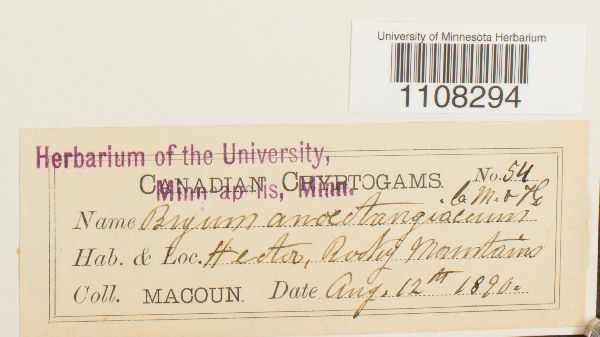 University of Minnesota Herbarium
1108294
Herbarium of the University,
Minneapolis, Minn.
CANADIAN CRYPTOGAMS. No. 54
C. M. & K
Name Bryum anoectangiaceum
Hab. & Loc. Hector, Rocky Mountains
Coll. MACOUN. Date Aug. 12th 1890.